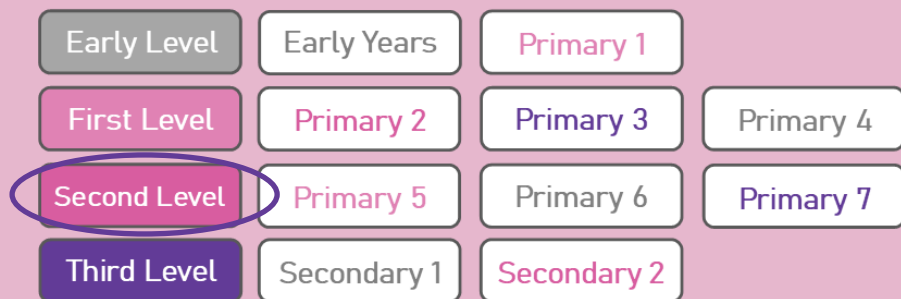 Early Level Early Years Primary 1
First Level Primary 2 Primary 3 Primary 4
Second Level Primary 5 Primary 6 Primary 7
Third Level Secondary 1 Secondary 2